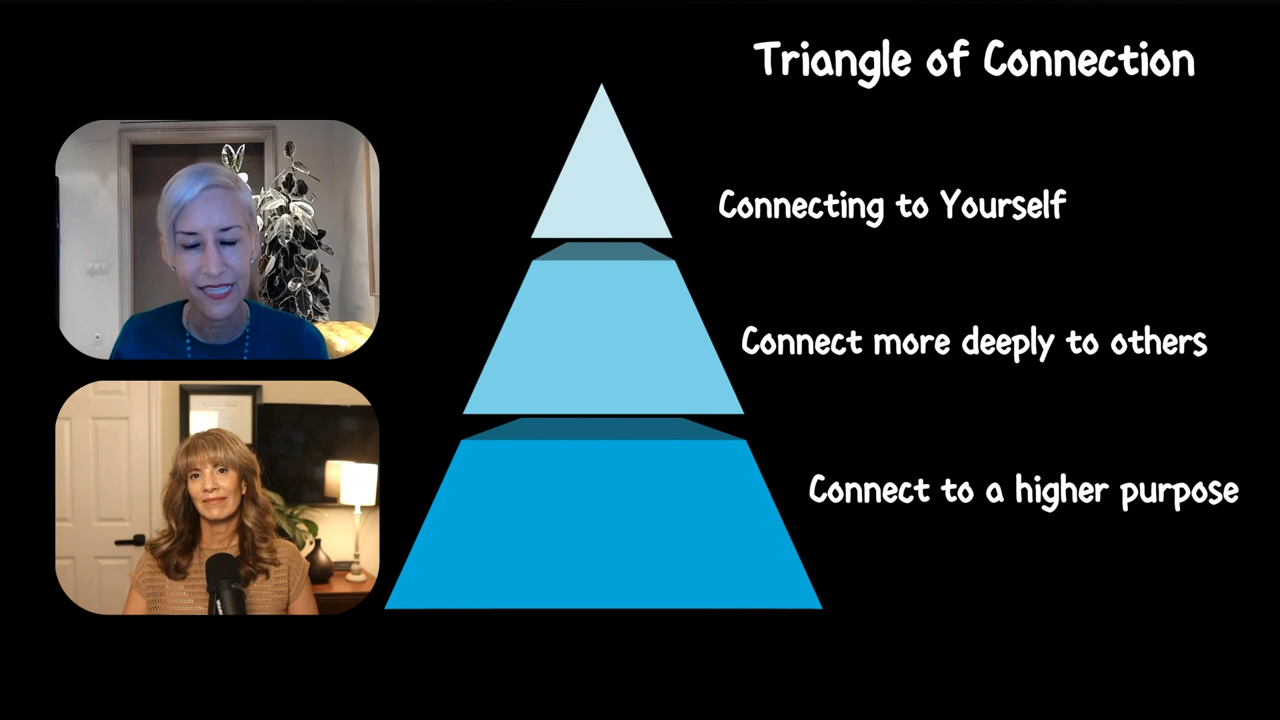 Triangle of Connection
Connecting to Yourself
Connect more deeply to others
Connect to a higher purpose